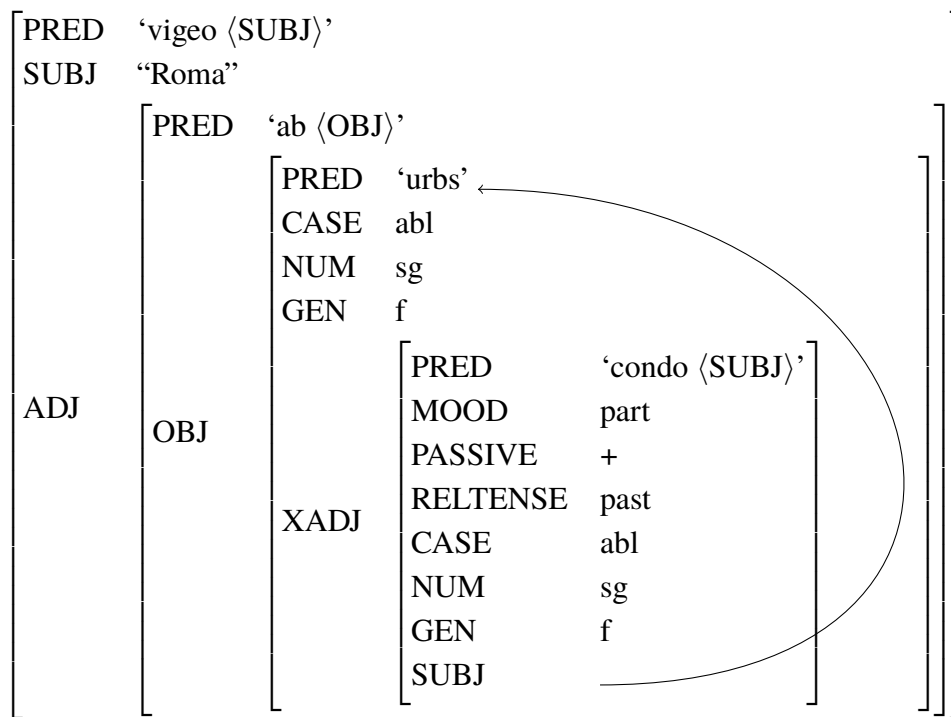 PRED ‘vigeo ⟨SUBJ⟩’
SUBJ “Roma”
ADJ
PRED ‘ab ⟨OBJ⟩’
OBJ
PRED ‘urbs’
CASE abl
NUM sg
GEN f
XADJ
PRED ‘condo ⟨SUBJ⟩’
MOOD part
PASSIVE +
RELTENSE past
CASE abl
NUM sg
GEN f
SUBJ